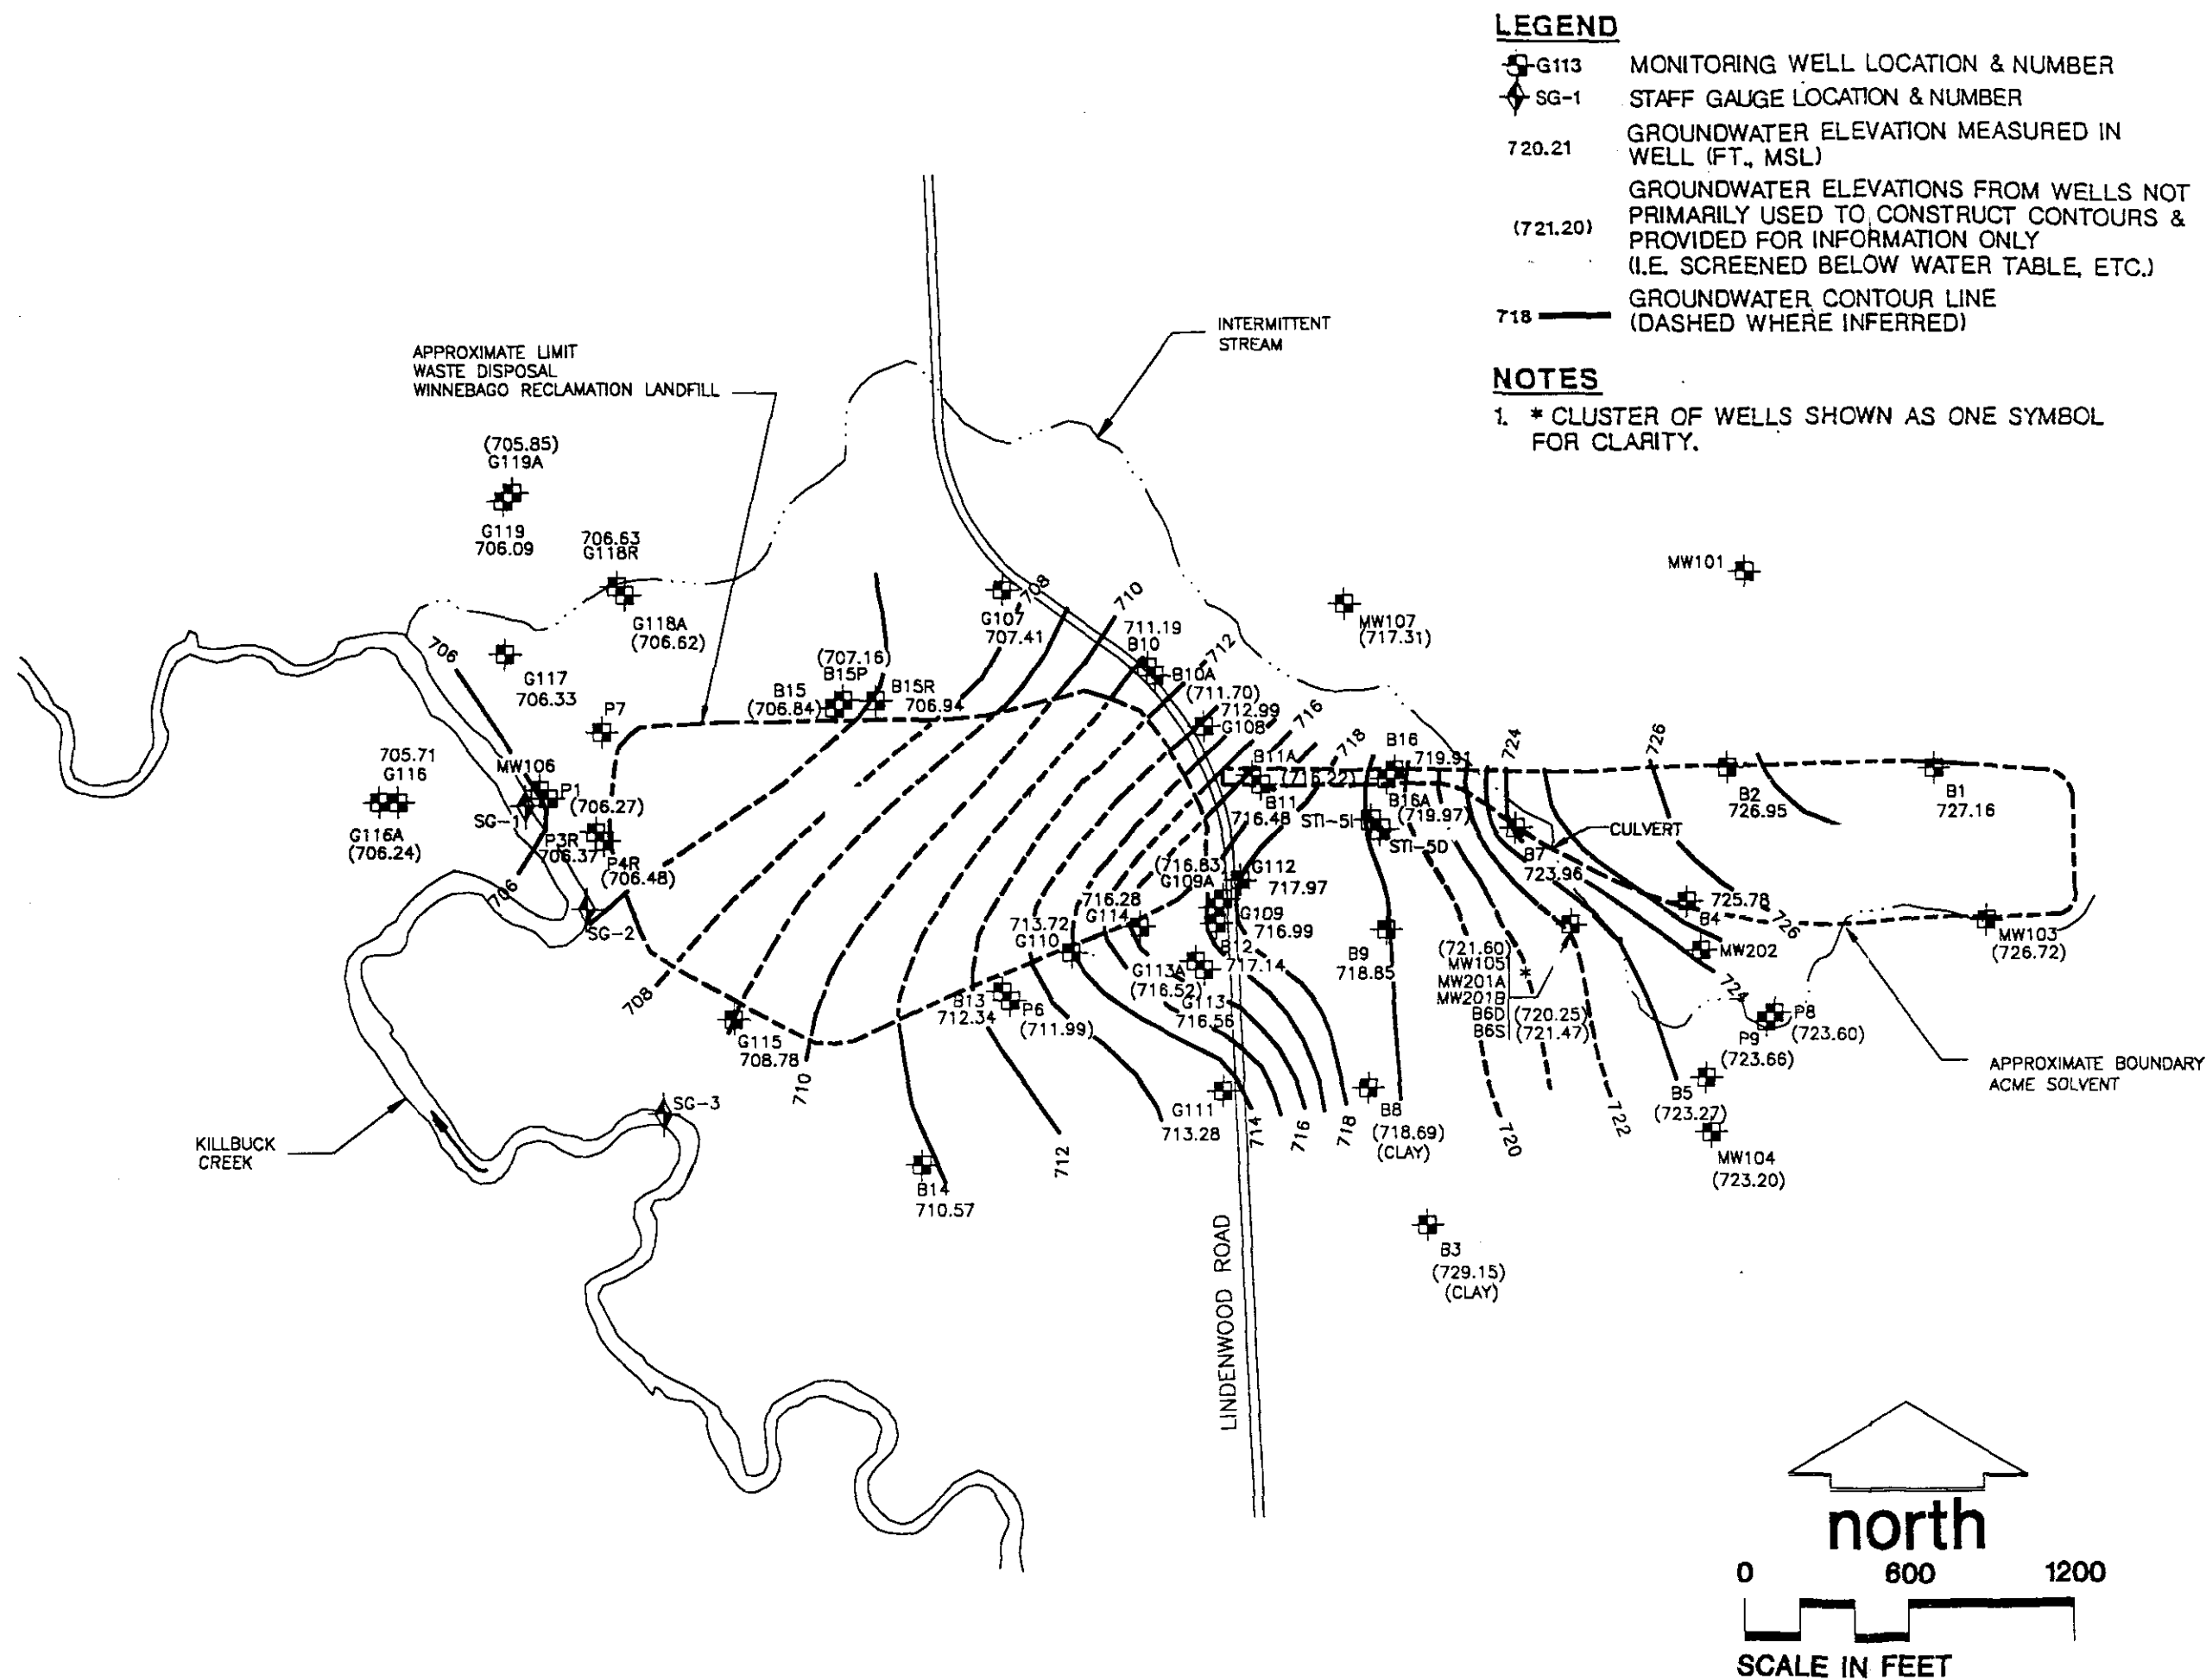 LEGEND
G113 MONITORING WELL LOCATION & NUMBER
SG-1 STAFF GAUGE LOCATION & NUMBER
720.21 GROUNDWATER ELEVATION MEASURED IN
WELL (FT., MSL)
(721.20) GROUNDWATER ELEVATIONS FROM WELLS NOT
PRIMARILY USED TO CONSTRUCT CONTOURS &
PROVIDED FOR INFORMATION ONLY
(I.E. SCREENED BELOW WATER TABLE, ETC.)
718 GROUNDWATER CONTOUR LINE
(DASHED WHERE INFERRED)
NOTES
1. * CLUSTER OF WELLS SHOWN AS ONE SYMBOL
FOR CLARITY.
INTERMITTENT
STREAM
APPROXIMATE LIMIT
WASTE DISPOSAL
WINNEBAGO RECLAMATION LANDFILL
(705.85)
G119A
G119
706.09
706.63
G118R
G118A
(706.62)
706
G117
706.33
P7
705.71
G116
G116A
(706.24)
MW106
P1
(706.27)
SG-1
P3R
706.37
P4R
(706.48)
706
SG-2
(707.16)
B15P
B15
(706.84)
B15R
706.94
G107
707.41
708
710
711.19
B10
B10A
(711.70)
712
712.99
G108
716
718
B11A
(716.22)
B11
716.48
B16
719.91
B16A
(719.97)
STI-5I
STI-5D
MW107
(717.31)
MW101
724
726
B2
726.95
B1
727.16
CULVERT
B7
723.96
725.78
B4
726
MW202
MW103
(726.72)
724
P8
(723.60)
P9
(723.66)
B5
(723.27)
MW104
(723.20)
APPROXIMATE BOUNDARY
ACME SOLVENT
(716.83)
G109A
G112
717.97
G109
716.99
716.28
G114
713.72
G110
B12
717.14
G113A
(716.52)
G113
716.56
B13
712.34
P6
(711.99)
B9
718.85
(721.60)
MW105
MW201A
MW201B
B6D
(720.25)
B6S
(721.47)
*
708
G115
708.78
710
712
G111
713.28
714
716
718
B8
(718.69)
(CLAY)
720
722
B14
710.57
B3
(729.15)
(CLAY)
SG-3
KILLBUCK
CREEK
LINDENWOOD ROAD
north
0 600 1200
SCALE IN FEET